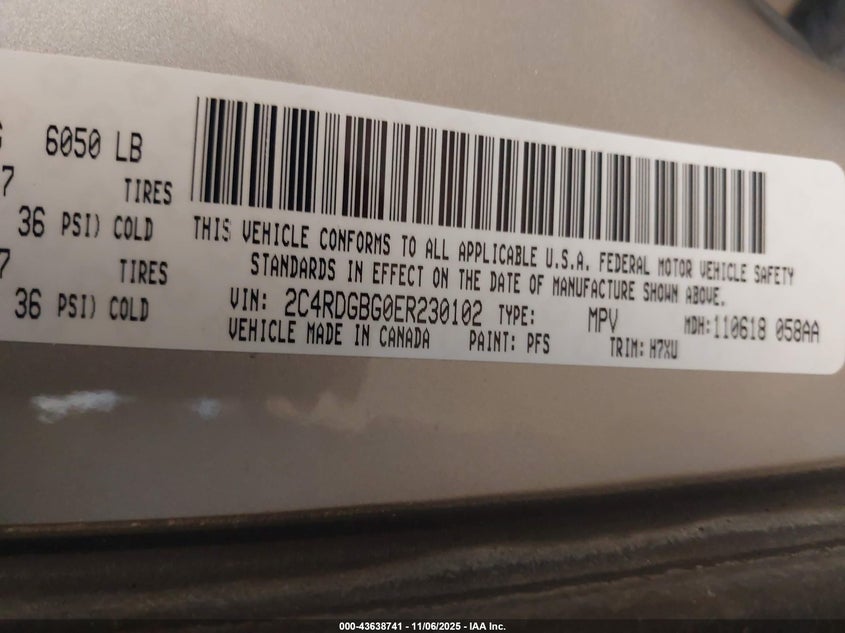 6050 LB
7 TIRES
36 PSI) COLD
7 TIRES
36 PSI) COLD
THIS VEHICLE CONFORMS TO ALL APPLICABLE U.S.A. FEDERAL MOTOR VEHICLE SAFETY
STANDARDS IN EFFECT ON THE DATE OF MANUFACTURE SHOWN ABOVE.
VIN: 2C4RDGBG0ER230102 TYPE: MPV MDH:110618 058AA
VEHICLE MADE IN CANADA PAINT: PFS TRIM: H7XU
000-43638741 - 11/06/2025 - IAA Inc.